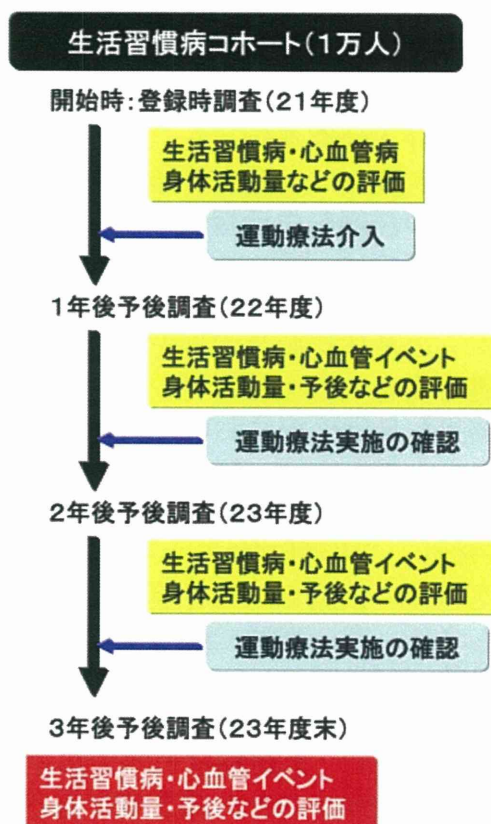 生活習慣病コホート(1万人)
開始時:登録時調査(21年度)
生活習慣病・心血管病
身体活動量などの評価
運動療法介入
1年後予後調査(22年度)
生活習慣病・心血管イベント
身体活動量・予後などの評価
運動療法実施の確認
2年後予後調査(23年度)
生活習慣病・心血管イベント
身体活動量・予後などの評価
運動療法実施の確認
3年後予後調査(23年度末)
生活習慣病・心血管イベント
身体活動量・予後などの評価